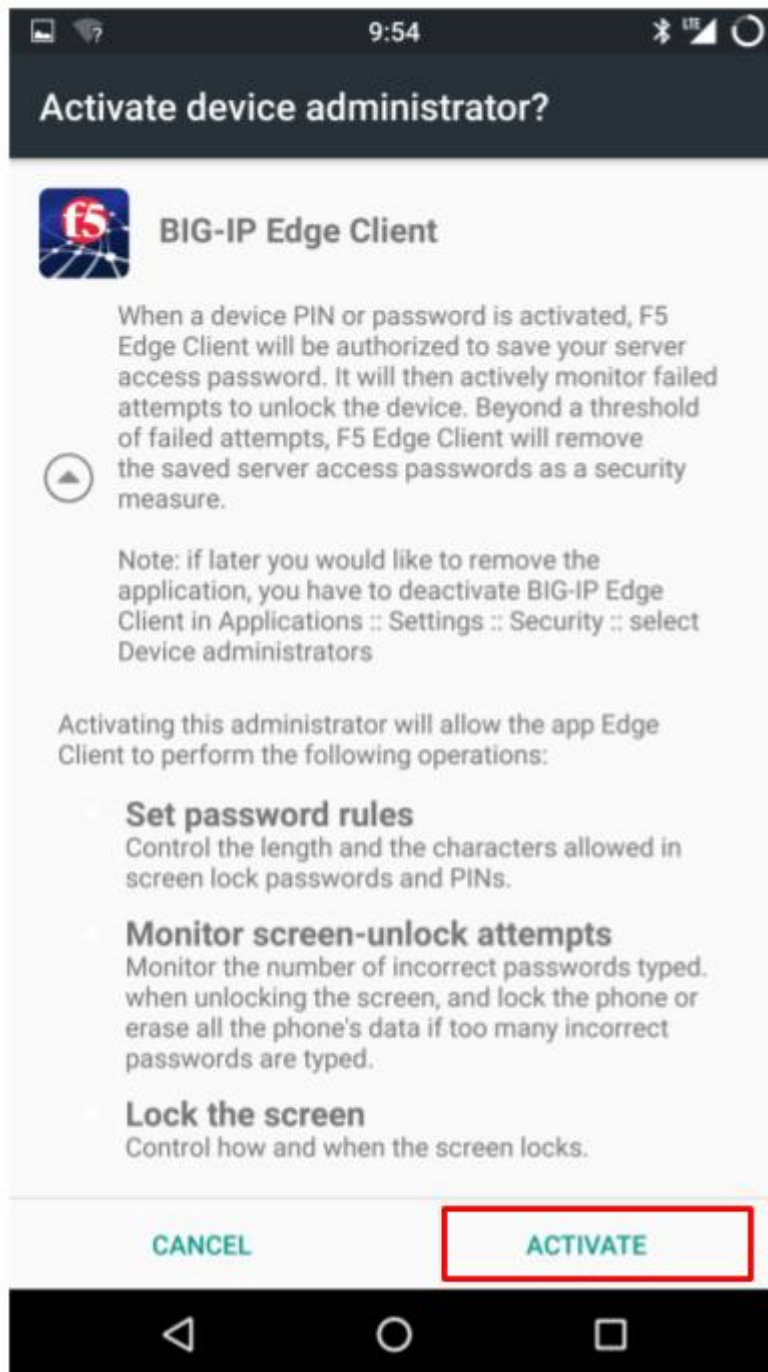 ?
9:54
LTE
Activate device administrator?
f5
BIG-IP Edge Client
When a device PIN or password is activated, F5
Edge Client will be authorized to save your server
access password. It will then actively monitor failed
attempts to unlock the device. Beyond a threshold
of failed attempts, F5 Edge Client will remove
the saved server access passwords as a security
measure.
Note: if later you would like to remove the
application, you have to deactivate BIG-IP Edge
Client in Applications :: Settings :: Security :: select
Device administrators
Activating this administrator will allow the app Edge
Client to perform the following operations:
Set password rules
Control the length and the characters allowed in
screen lock passwords and PINs.
Monitor screen-unlock attempts
Monitor the number of incorrect passwords typed.
when unlocking the screen, and lock the phone or
erase all the phone's data if too many incorrect
passwords are typed.
Lock the screen
Control how and when the screen locks.
CANCEL
ACTIVATE